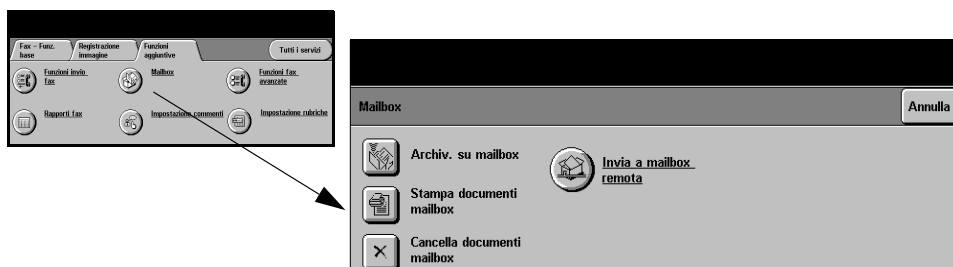 Fax - Funz. base
Registrazione immagine
Funzioni aggiuntive
Tutti i servizi
Funzioni invio fax
Mailbox
Funzioni fax avanzate
Rapporti fax
Impostazione commenti
Impostazione rubriche
Mailbox
Annulla
Archiv. su mailbox
Invia a mailbox remota
Stampa documenti mailbox
Cancella documenti mailbox